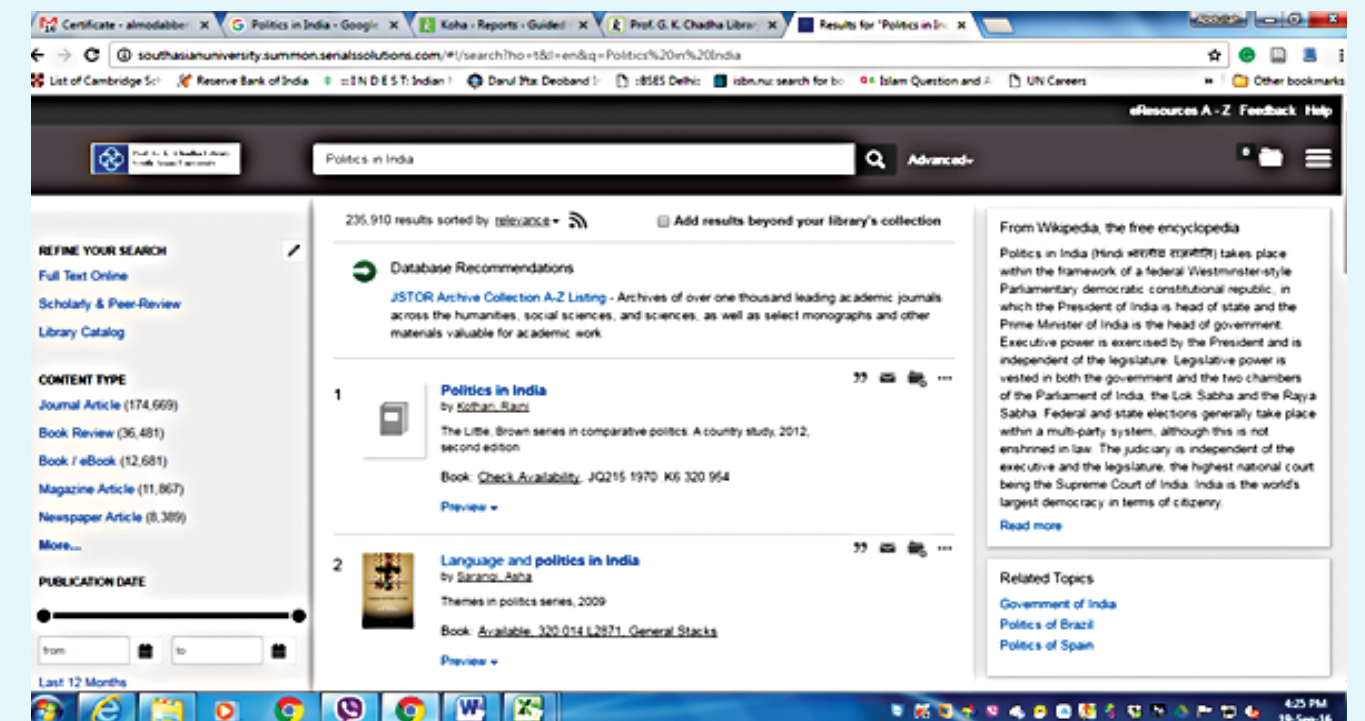 Certificate - almodabber
Politics in India - Google
Koha › Reports › Guided
Prof. G. K. Chadha Librar
Results for "Politics in In
southasianuniversity.summon.serialssolutions.com/#!/search?ho=t&l=en&q=Politics%20in%20India
List of Cambridge Sch
Reserve Bank of India
:: I N D E S T: Indian
Darul Ifta: Deoband
::BSES Delhi::
isbn.nu: search for bo
Islam Question and A
UN Careers
Other bookmarks
eResources A - Z Feedback Help
Politics in India
Advanced
0
REFINE YOUR SEARCH
Full Text Online
Scholarly & Peer-Review
Library Catalog
CONTENT TYPE
Journal Article (174,669)
Book Review (36,481)
Book / eBook (12,681)
Magazine Article (11,867)
Newspaper Article (8,389)
More...
PUBLICATION DATE
from
to
Last 12 Months
235,910 results sorted by relevance
Add results beyond your library's collection
Database Recommendations
JSTOR Archive Collection A-Z Listing - Archives of over one thousand leading academic journals
across the humanities, social sciences, and sciences, as well as select monographs and other
materials valuable for academic work
1
Politics in India
by Kothari, Rajni
The Little, Brown series in comparative politics. A country study, 2012,
second edition
Book: Check Availability, JQ215 1970 .K6 320.954
Preview
2
Language and politics in India
by Sarangi, Asha
Themes in politics series, 2009
Book: Available, 320.014 L2871, General Stacks
Preview
From Wikipedia, the free encyclopedia
Politics in India (Hindi भारतीय राजनीति) takes place
within the framework of a federal Westminster-style
Parliamentary democratic constitutional republic, in
which the President of India is head of state and the
Prime Minister of India is the head of government.
Executive power is exercised by the President and is
independent of the legislature. Legislative power is
vested in both the government and the two chambers
of the Parliament of India, the Lok Sabha and the Rajya
Sabha. Federal and state elections generally take place
within a multi-party system, although this is not
enshrined in law. The judiciary is independent of the
executive and the legislature, the highest national court
being the Supreme Court of India. India is the world's
largest democracy in terms of citizenry.
Read more
Related Topics
Government of India
Politics of Brazil
Politics of Spain
4:25 PM